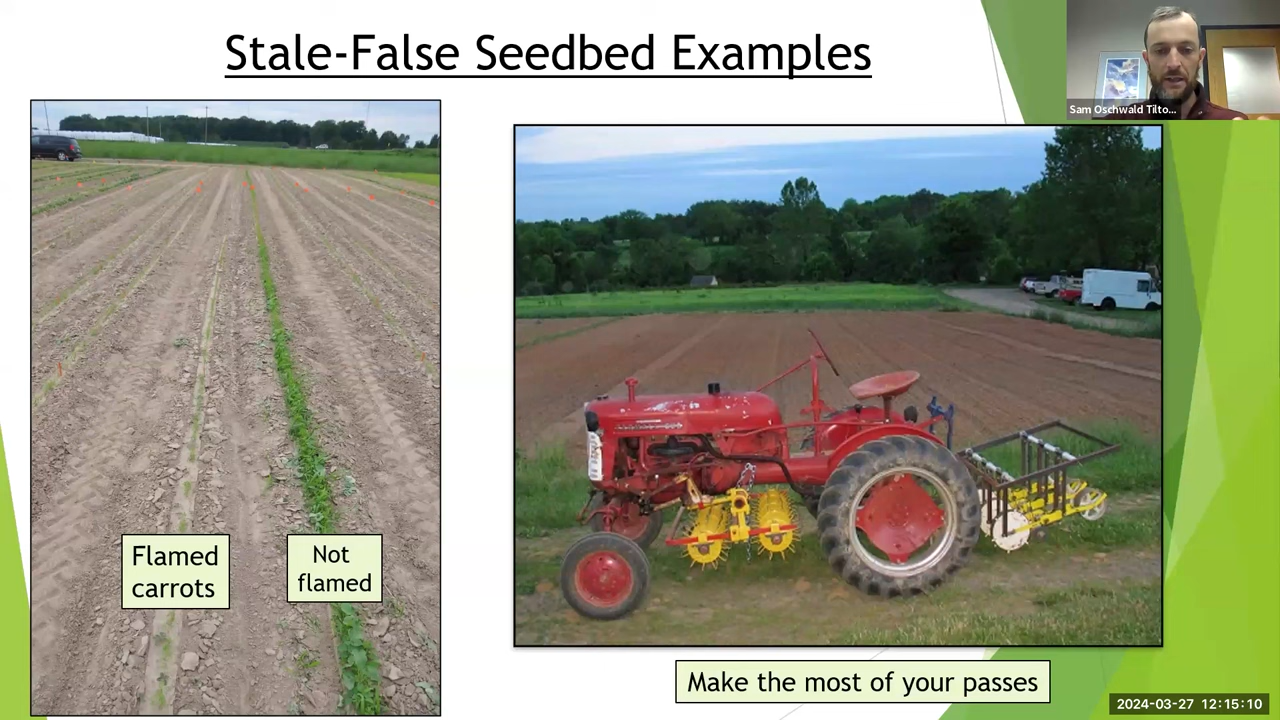 Stale-False Seedbed Examples
Sam Oschwald Tilto...
Flamed
carrots
Not
flamed
Make the most of your passes
2024-03-27 12:15:10